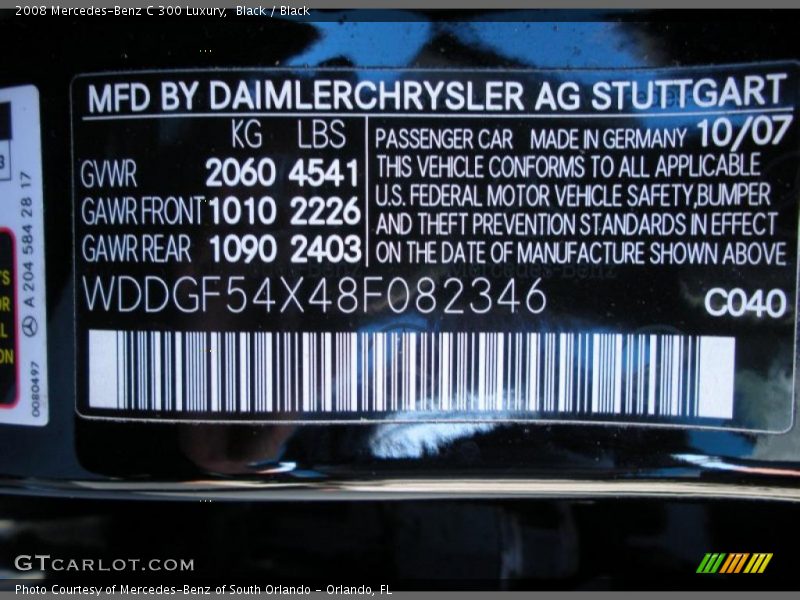 2008 Mercedes-Benz C 300 Luxury,  Black / Black
MFD BY DAIMLERCHRYSLER AG STUTTGART
KG LBS
GVWR 2060 4541
GAWR FRONT 1010 2226
GAWR REAR 1090 2403
PASSENGER CAR MADE IN GERMANY 10/07
THIS VEHICLE CONFORMS TO ALL APPLICABLE
U.S. FEDERAL MOTOR VEHICLE SAFETY,BUMPER
AND THEFT PREVENTION STANDARDS IN EFFECT
ON THE DATE OF MANUFACTURE SHOWN ABOVE
WDDGF54X48F082346
C040
A 204 584 28 17
0080497
GTCARLOT.COM
Photo Courtesy of Mercedes-Benz of South Orlando - Orlando, FL